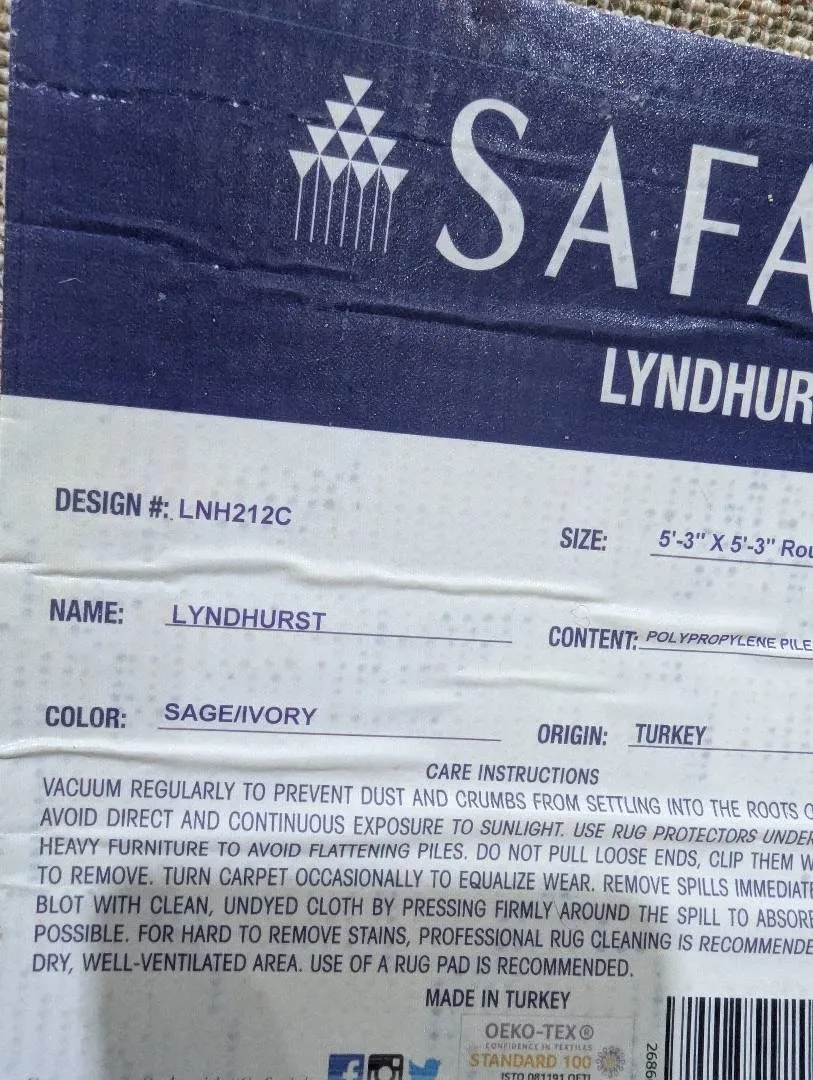 SAFA
LYNDHURS
DESIGN #: LNH212C
SIZE: 5'-3" X 5'-3" Rou
NAME: LYNDHURST
CONTENT: POLYPROPYLENE PILE
COLOR: SAGE/IVORY
ORIGIN: TURKEY
CARE INSTRUCTIONS
VACUUM REGULARLY TO PREVENT DUST AND CRUMBS FROM SETTLING INTO THE ROOTS O
AVOID DIRECT AND CONTINUOUS EXPOSURE TO SUNLIGHT. USE RUG PROTECTORS UNDER
HEAVY FURNITURE TO AVOID FLATTENING PILES. DO NOT PULL LOOSE ENDS, CLIP THEM W
TO REMOVE. TURN CARPET OCCASIONALLY TO EQUALIZE WEAR. REMOVE SPILLS IMMEDIATE
BLOT WITH CLEAN, UNDYED CLOTH BY PRESSING FIRMLY AROUND THE SPILL TO ABSORB
POSSIBLE. FOR HARD TO REMOVE STAINS, PROFESSIONAL RUG CLEANING IS RECOMMENDE
DRY, WELL-VENTILATED AREA. USE OF A RUG PAD IS RECOMMENDED.
MADE IN TURKEY
OEKO-TEX®
CONFIDENCE IN TEXTILES
STANDARD 100
2686